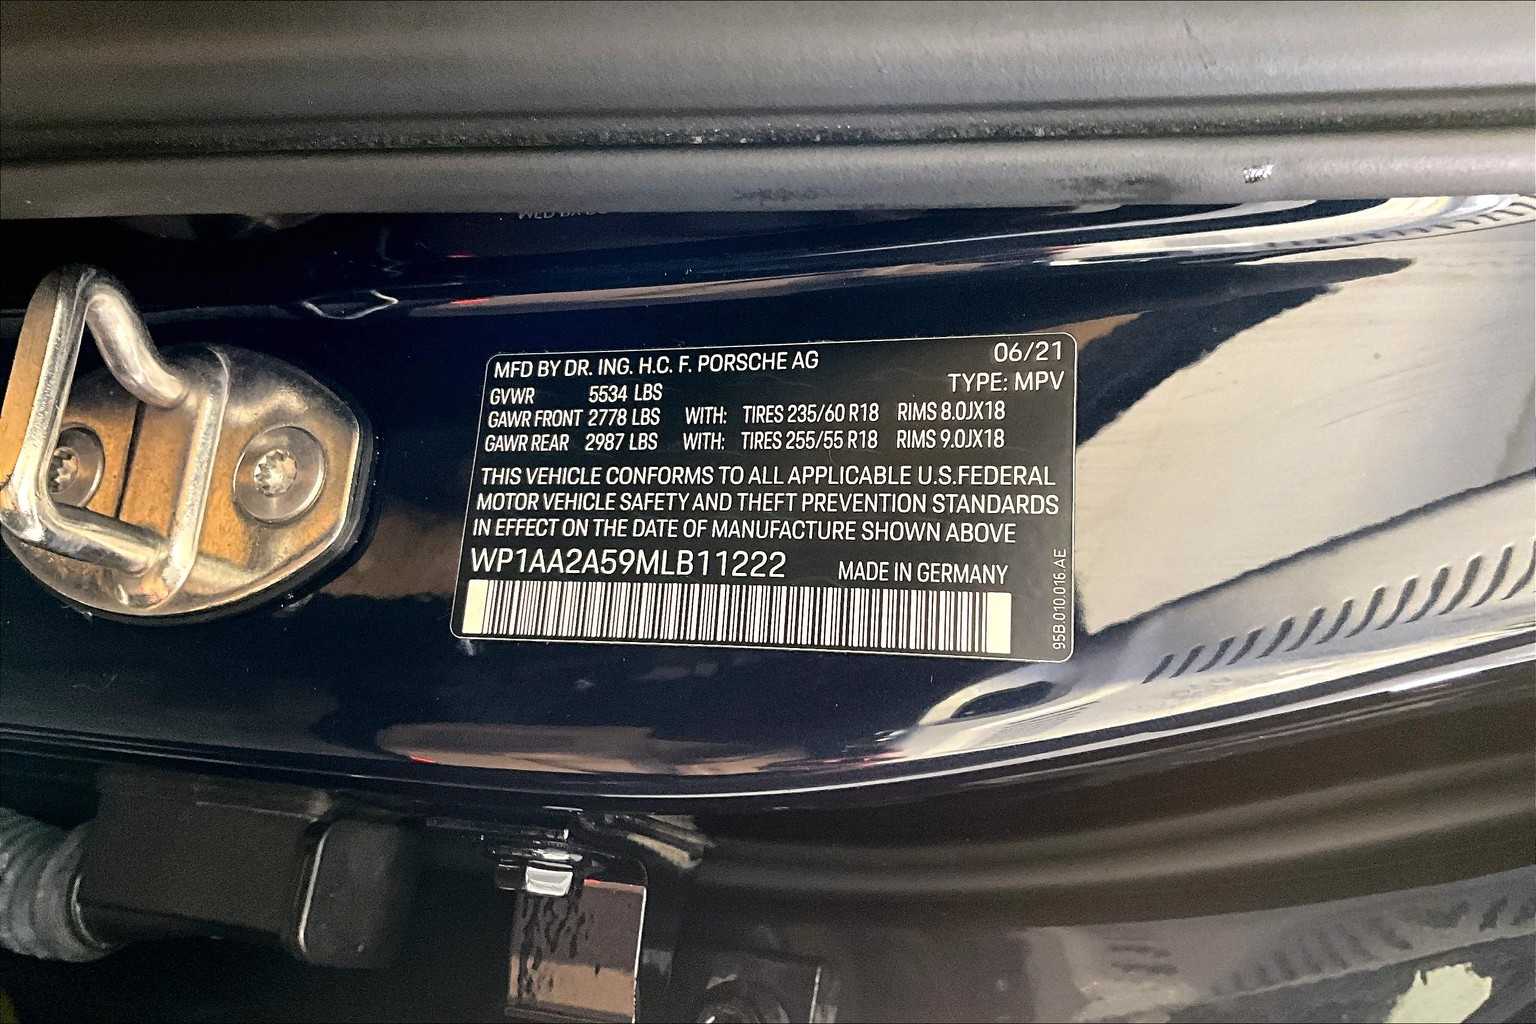 MFD BY DR. ING. H.C. F. PORSCHE AG 06/21
TYPE: MPV
GVWR 5534 LBS
GAWR FRONT 2778 LBS WITH: TIRES 235/60 R18 RIMS 8.0JX18
GAWR REAR 2987 LBS WITH: TIRES 255/55 R18 RIMS 9.0JX18
THIS VEHICLE CONFORMS TO ALL APPLICABLE U.S.FEDERAL
MOTOR VEHICLE SAFETY AND THEFT PREVENTION STANDARDS
IN EFFECT ON THE DATE OF MANUFACTURE SHOWN ABOVE
WP1AA2A59MLB11222 MADE IN GERMANY
95B.010.016.AE